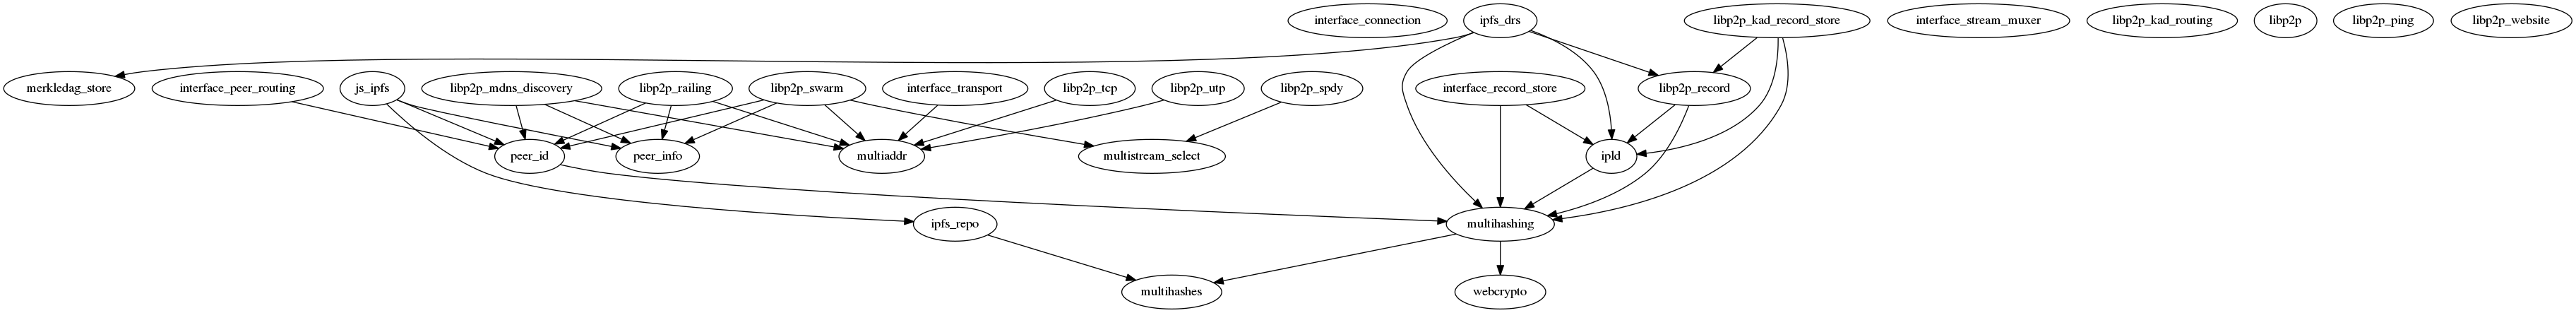 interface_connection
ipfs_drs
libp2p_kad_record_store
interface_stream_muxer
libp2p_kad_routing
libp2p
libp2p_ping
libp2p_website
merkledag_store
interface_peer_routing
js_ipfs
libp2p_mdns_discovery
libp2p_railing
libp2p_swarm
interface_transport
libp2p_tcp
libp2p_utp
libp2p_spdy
interface_record_store
libp2p_record
peer_id
peer_info
multiaddr
multistream_select
ipld
ipfs_repo
multihashing
multihashes
webcrypto